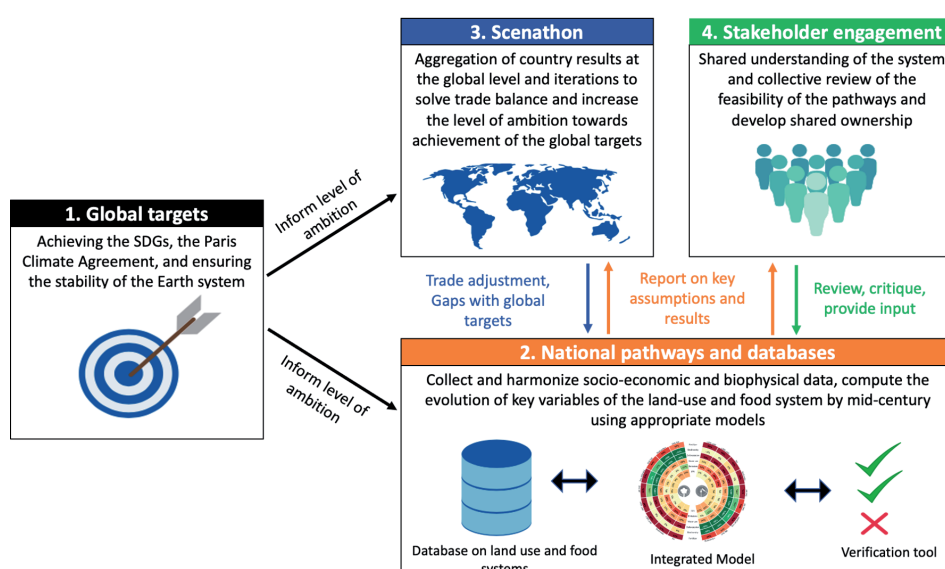 1. Global targets
Achieving the SDGs, the Paris
Climate Agreement, and ensuring
the stability of the Earth system
Inform level of
ambition
Inform level of
ambition
3. Scenathon
Aggregation of country results
at the global level and iterations to
solve trade balance and increase
the level of ambition towards
achievement of the global targets
4. Stakeholder engagement
Shared understanding of the system
and collective review of the
feasibility of the pathways and
develop shared ownership
Trade adjustment,
Gaps with global
targets
Report on key
assumptions and
results
Review, critique,
provide input
2. National pathways and databases
Collect and harmonize socio-economic and biophysical data, compute the
evolution of key variables of the land-use and food system by mid-century
using appropriate models
Database on land use and food
systems
Integrated Model
Verification tool